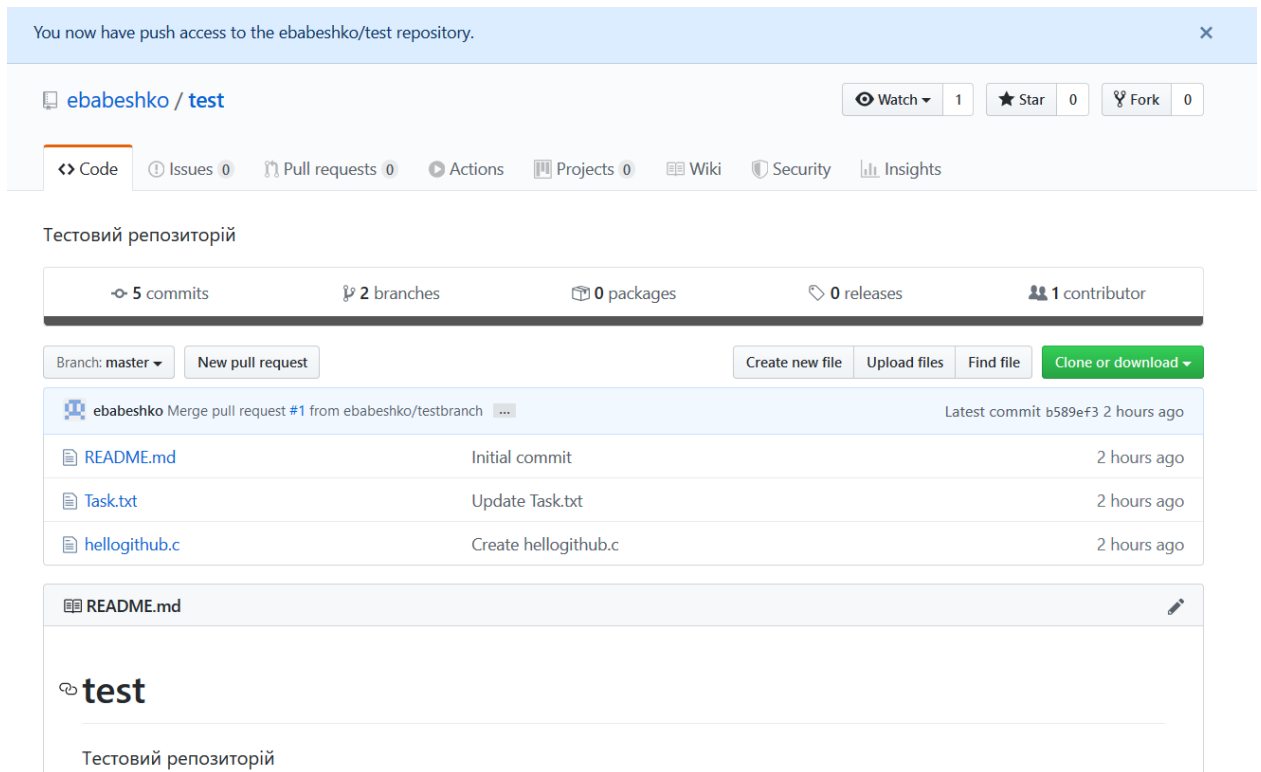 You now have push access to the ebabeshko/test repository. ×
ebabeshko / test Watch 1 Star 0 Fork 0
<> Code Issues 0 Pull requests 0 Actions Projects 0 Wiki Security Insights
Тестовий репозиторій
5 commits 2 branches 0 packages 0 releases 1 contributor
Branch: master New pull request Create new file Upload files Find file Clone or download
ebabeshko Merge pull request #1 from ebabeshko/testbranch ... Latest commit b589ef3 2 hours ago
README.md Initial commit 2 hours ago
Task.txt Update Task.txt 2 hours ago
hellogithub.c Create hellogithub.c 2 hours ago
README.md
test
Тестовий репозиторій